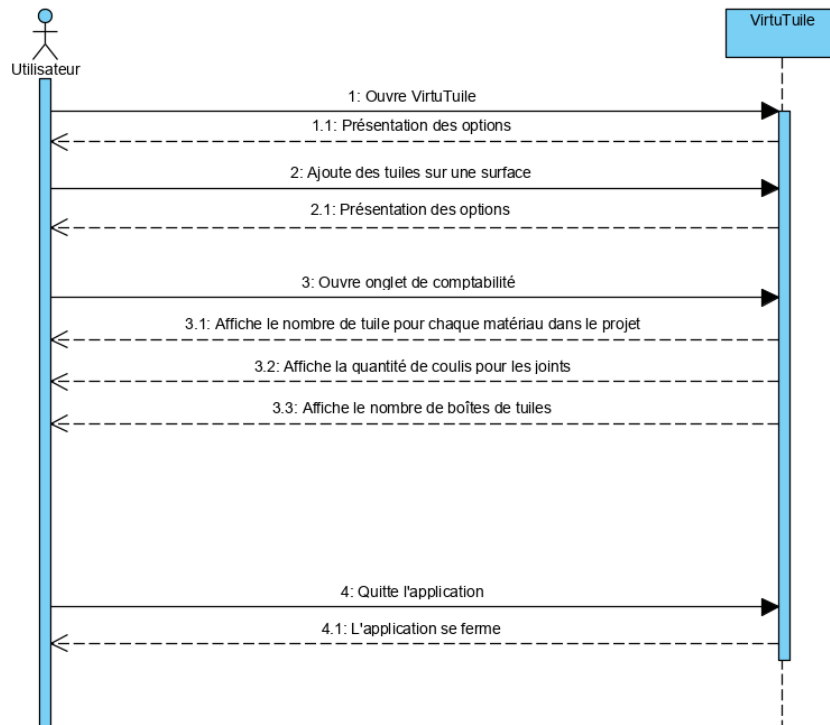 VirtuTuile
Utilisateur
1: Ouvre VirtuTuile
1.1: Présentation des options
2: Ajoute des tuiles sur une surface
2.1: Présentation des options
3: Ouvre onglet de comptabilité
3.1: Affiche le nombre de tuile pour chaque matériau dans le projet
3.2: Affiche la quantité de coulis pour les joints
3.3: Affiche le nombre de boîtes de tuiles
4: Quitte l'application
4.1: L'application se ferme